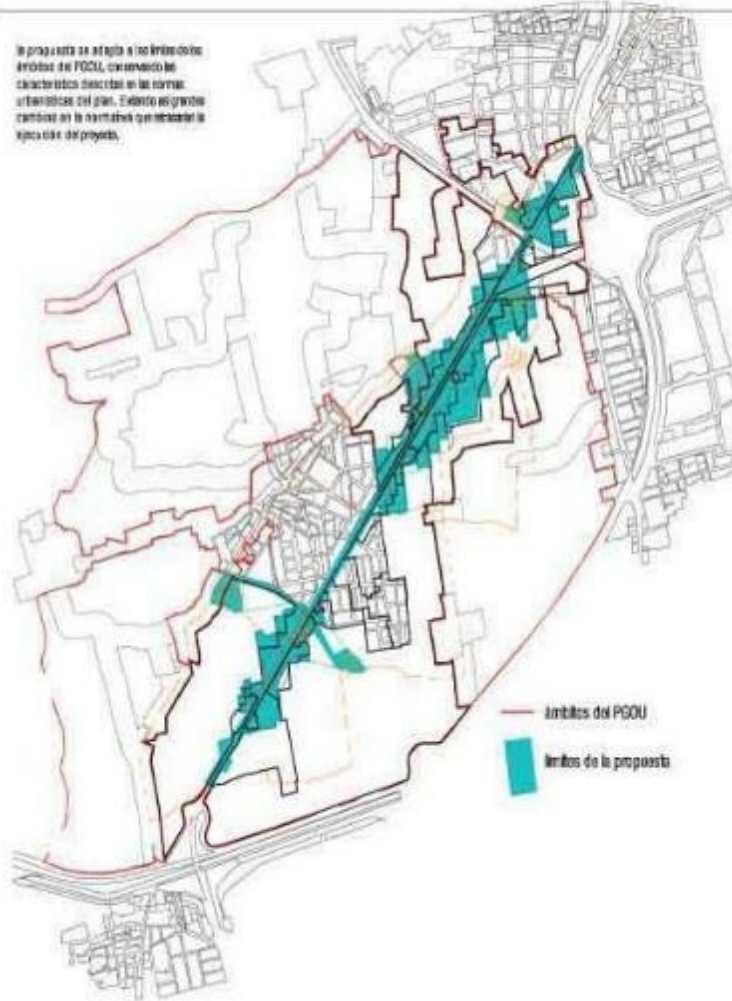 la propuesta se adapta a los límites de los
ámbitos del PGOU, conservando las
característica descritas en las normas
urbanísticas del plan. Evitando así grandes
cambios en la normativa que retrasarían la
ejecución del proyecto.
ámbitos del PGOU
límites de la propuesta